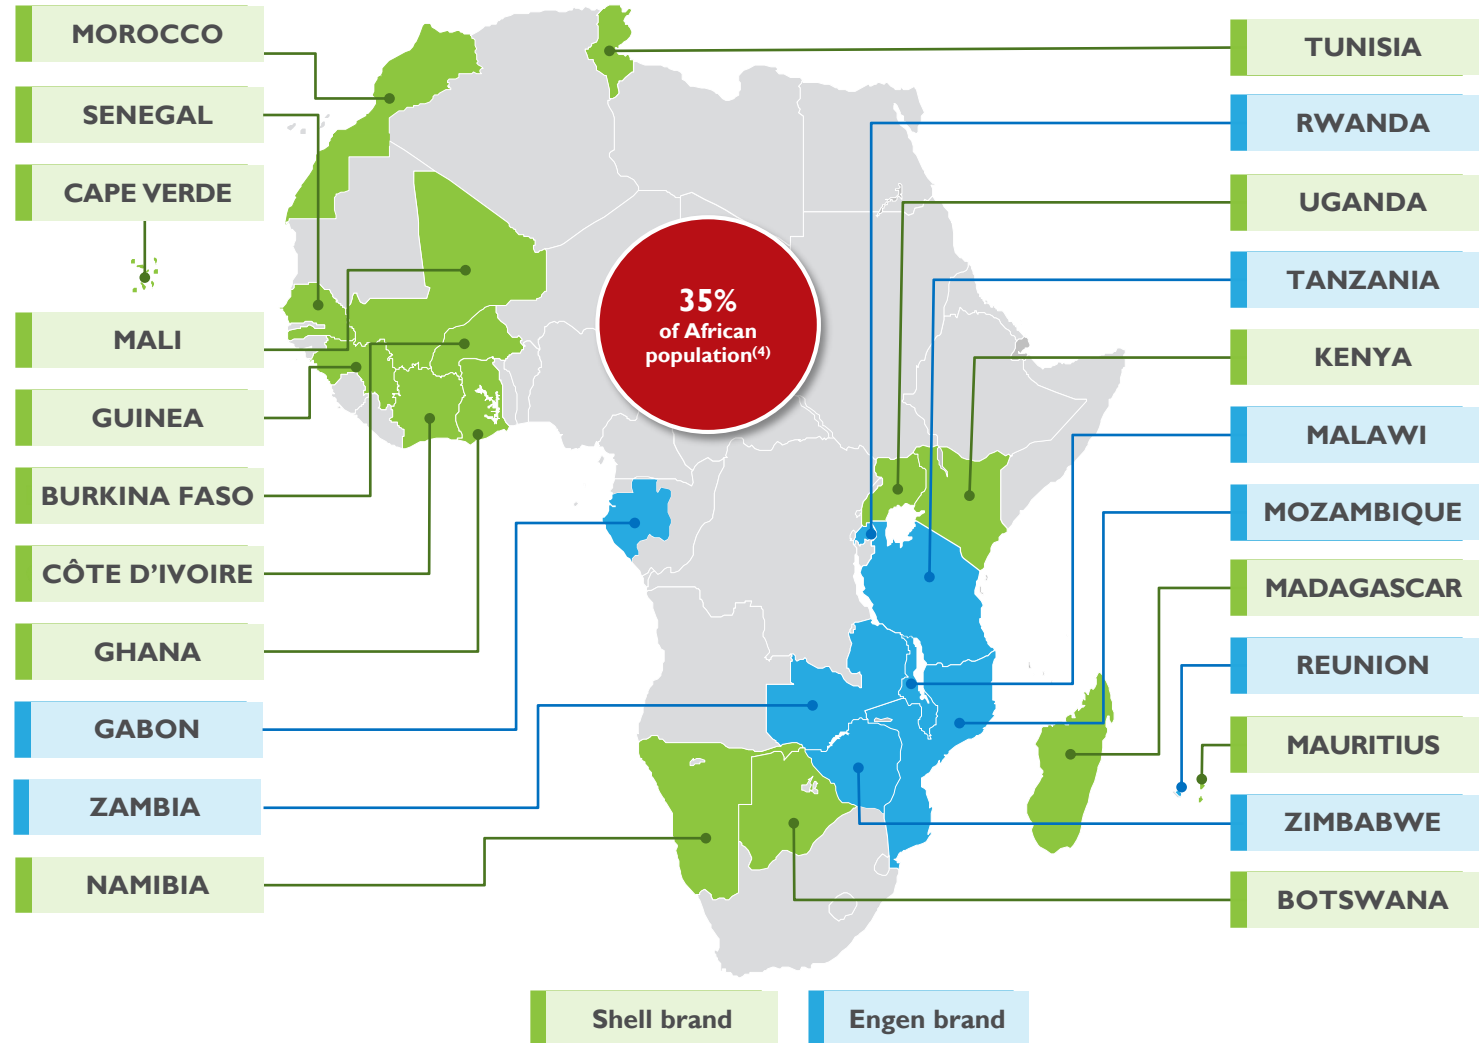 MOROCCO
SENEGAL
CAPE VERDE
MALI
GUINEA
BURKINA FASO
CÔTE D'IVOIRE
GHANA
GABON
ZAMBIA
NAMIBIA
35%
of African
population(4)
TUNISIA
RWANDA
UGANDA
TANZANIA
KENYA
MALAWI
MOZAMBIQUE
MADAGASCAR
REUNION
MAURITIUS
ZIMBABWE
BOTSWANA
Shell brand
Engen brand